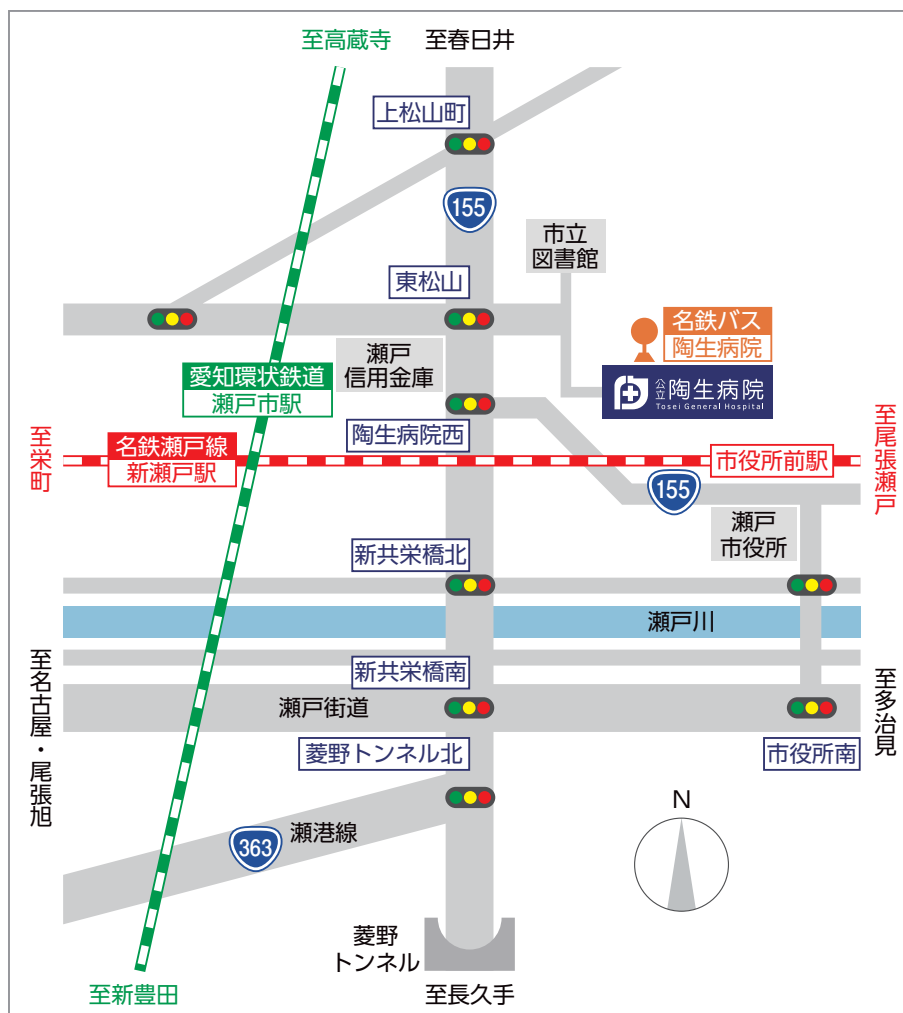 至高蔵寺
至春日井
上松山町
155
市立
図書館
東松山
名鉄バス
陶生病院
瀬戸
信用金庫
愛知環状鉄道
瀬戸市駅
公立陶生病院
Tosei General Hospital
陶生病院西
至栄町
名鉄瀬戸線
新瀬戸駅
市役所前駅
至尾張瀬戸
155
瀬戸
市役所
新共栄橋北
瀬戸川
至名古屋・尾張旭
新共栄橋南
至多治見
瀬戸街道
菱野トンネル北
市役所南
N
瀬港線
363
菱野
トンネル
至新豊田
至長久手